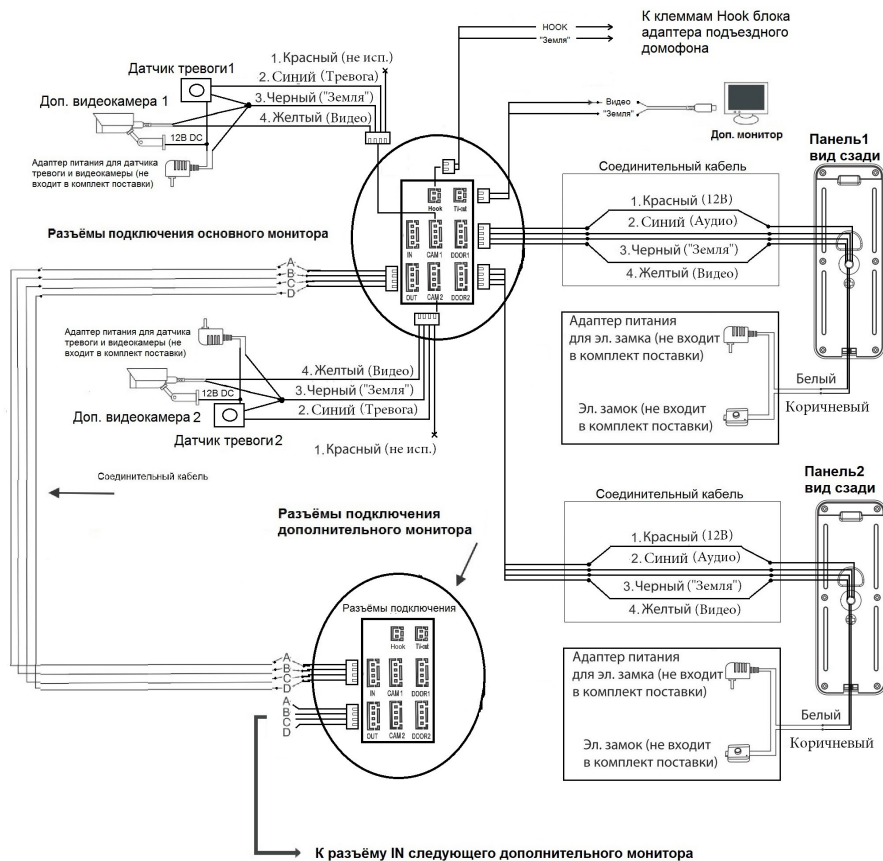 HOOK
"Земля"
К клеммам Hook блока
адаптера подъездного
домофона
Датчик тревоги1
1.Красный (не исп.)
2.Синий (Тревога)
3.Черный ("Земля")
4.Желтый (Видео)
Доп. видеокамера 1
12В DC
Адаптер питания для датчика
тревоги и видеокамеры (не
входит в комплект поставки)
Видео
"Земля"
Доп. монитор
Панель1
вид сзади
Соединительный кабель
1.Красный (12В)
2.Синий (Аудио)
3.Черный ("Земля")
4.Желтый (Видео)
Разъёмы подключения основного монитора
Hook
IN
CAM 1
DOOR1
OUT
CAM 2
DOOR2
A
B
C
D
Адаптер питания для датчика
тревоги и видеокамеры (не
входит в комплект поставки)
12В DC
Доп. видеокамера 2
Датчик тревоги2
4.Желтый (Видео)
3.Черный ("Земля")
2.Синий (Тревога)
1.Красный (не исп.)
Адаптер питания
для эл. замка (не входит
в комплект поставки)
Эл. замок (не входит
в комплект поставки)
Белый
Коричневый
Соединительный кабель
Разъёмы подключения
дополнительного монитора
Панель2
вид сзади
Соединительный кабель
1.Красный (12В)
2.Синий (Аудио)
3.Черный ("Земля")
4.Желтый (Видео)
Разъёмы подключения
Hook
IN
CAM 1
DOOR1
OUT
CAM 2
DOOR2
A
B
C
D
A
B
C
D
Адаптер питания
для эл. замка (не входит
в комплект поставки)
Эл. замок (не входит
в комплект поставки)
Белый
Коричневый
К разъёму IN следующего дополнительного монитора